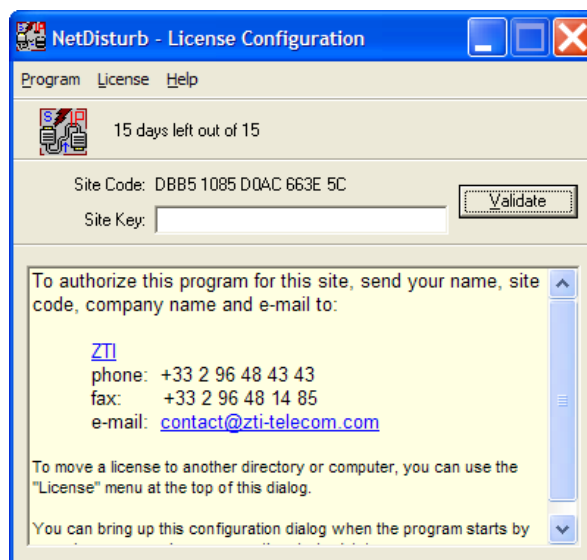 NetDisturb - License Configuration
Program License Help
15 days left out of 15
Site Code: DBB5 1085 D0AC 663E 5C
Site Key:
Validate
To authorize this program for this site, send your name, site
code, company name and e-mail to:
ZTI
phone: +33 2 96 48 43 43
fax: +33 2 96 48 14 85
e-mail: contact@zti-telecom.com
To move a license to another directory or computer, you can use the
"License" menu at the top of this dialog.
You can bring up this configuration dialog when the program starts by